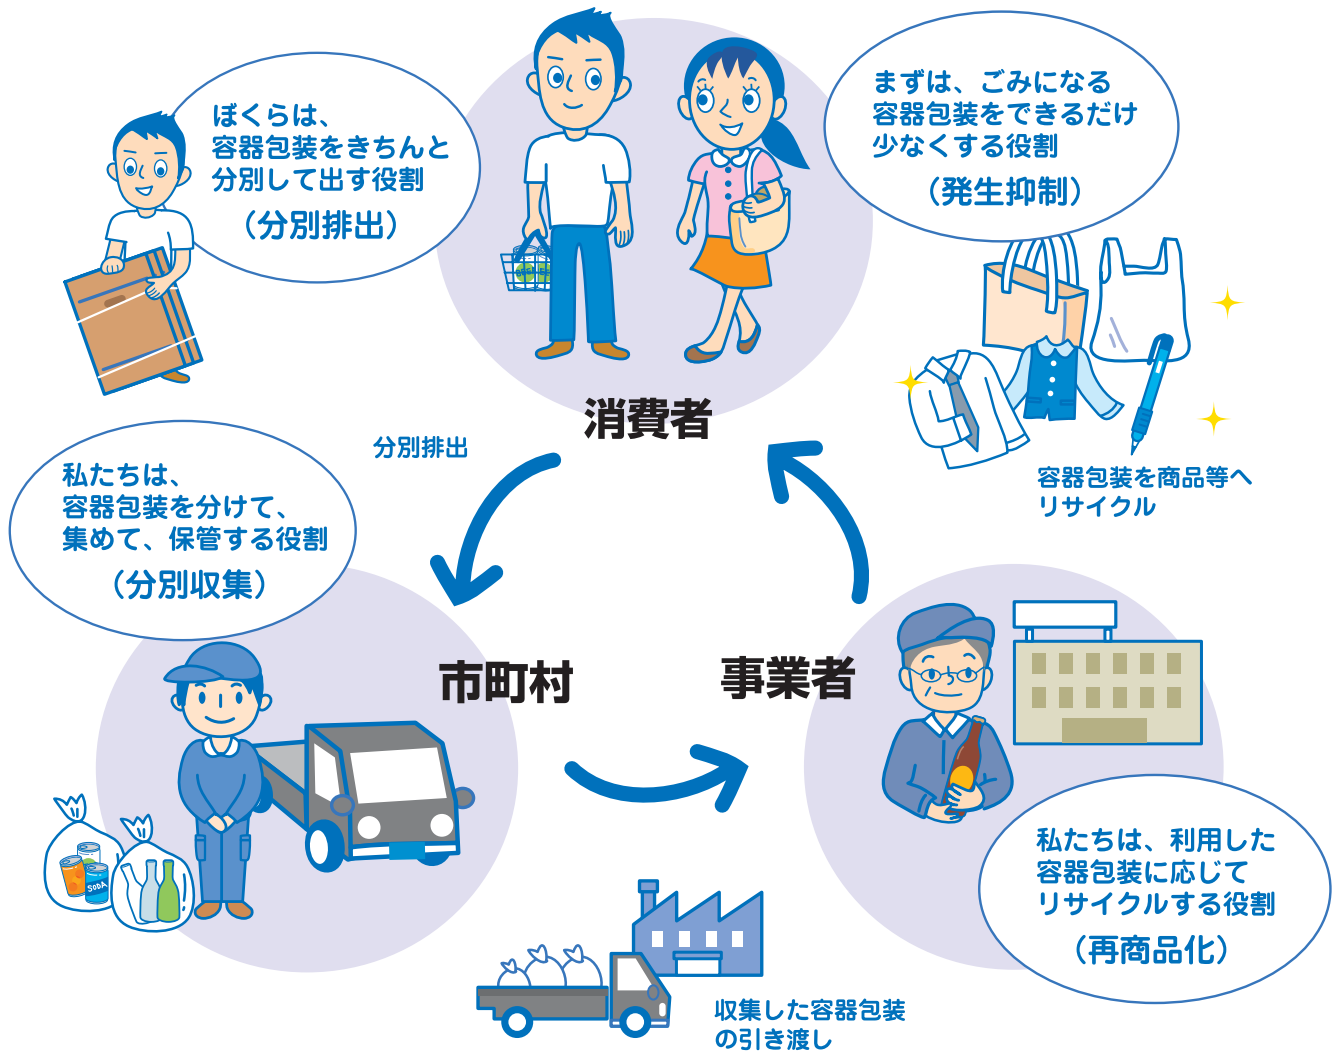 ぼくらは、
容器包装をきちんと
分別して出す役割
（分別排出）
まずは、ごみになる
容器包装をできるだけ
少なくする役割
（発生抑制）
消費者
分別排出
容器包装を商品等へ
リサイクル
私たちは、
容器包装を分けて、
集めて、保管する役割
（分別収集）
市町村
事業者
SODA
私たちは、利用した
容器包装に応じて
リサイクルする役割
（再商品化）
収集した容器包装
の引き渡し